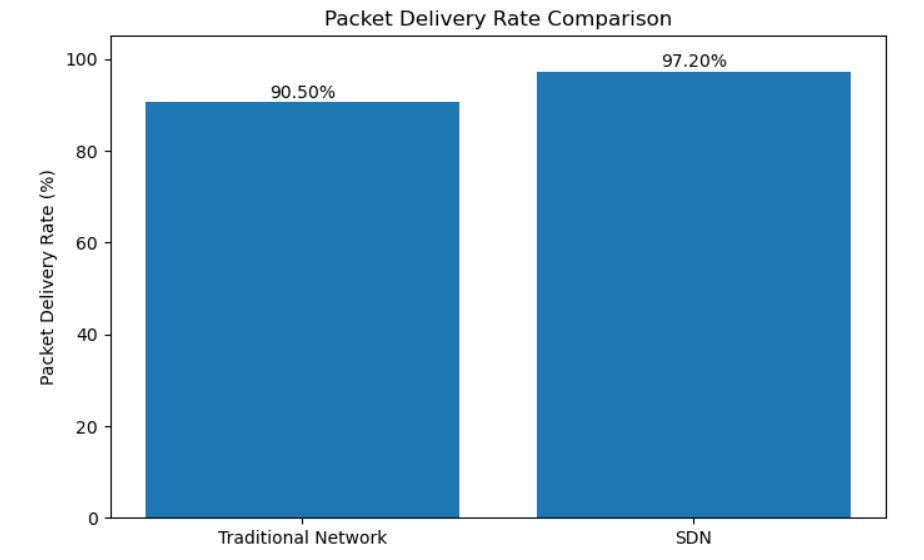 Packet Delivery Rate Comparison
Packet Delivery Rate (%)
100
80
60
40
20
0
90.50%
97.20%
Traditional Network
SDN